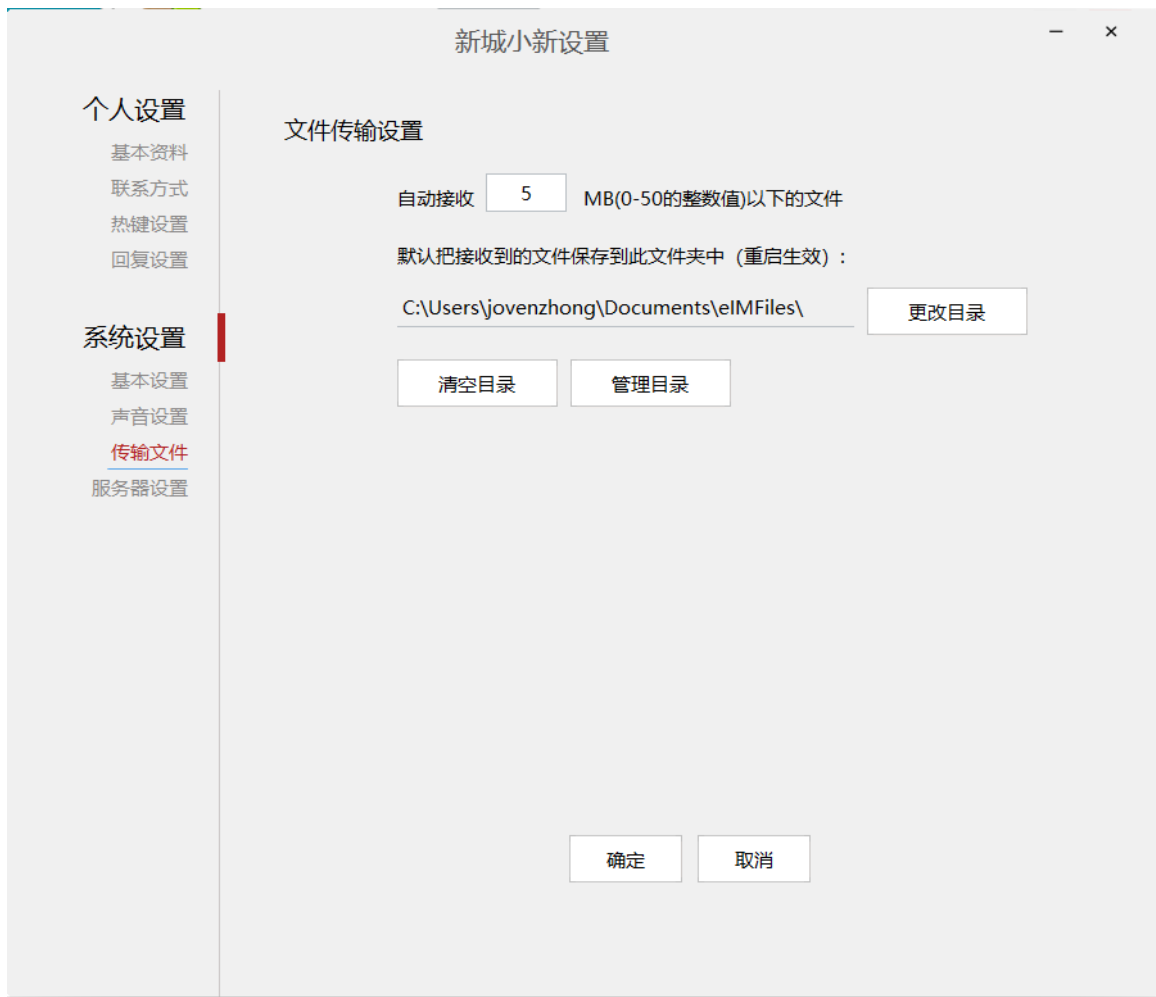 新城小新设置
个人设置
基本资料
联系方式
热键设置
回复设置
系统设置
基本设置
声音设置
传输文件
服务器设置
文件传输设置
自动接收 5 MB(0-50的整数值)以下的文件
默认把接收到的文件保存到此文件夹中（重启生效）:
C:\Users\jovenzhong\Documents\eIMFiles\ 更改目录
清空目录 管理目录
确定 取消